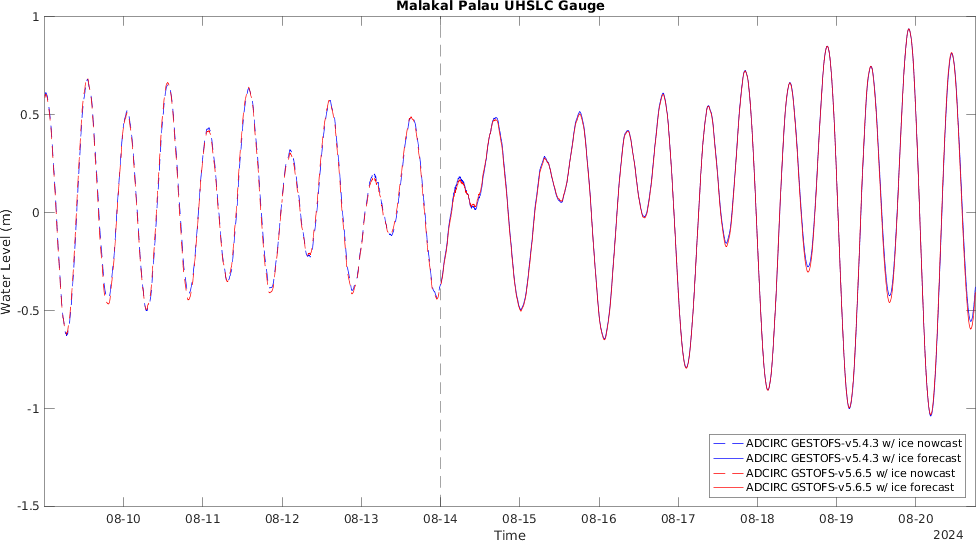 Malakal Palau UHSLC Gauge
1
0.5
0
-0.5
-1
-1.5
Water Level (m)
08-10 08-11 08-12 08-13 08-14 08-15 08-16 08-17 08-18 08-19 08-20
Time
2024
ADCIRC GESTOFS-v5.4.3 w/ ice nowcast
ADCIRC GESTOFS-v5.4.3 w/ ice forecast
ADCIRC GSTOFS-v5.6.5 w/ ice nowcast
ADCIRC GSTOFS-v5.6.5 w/ ice forecast